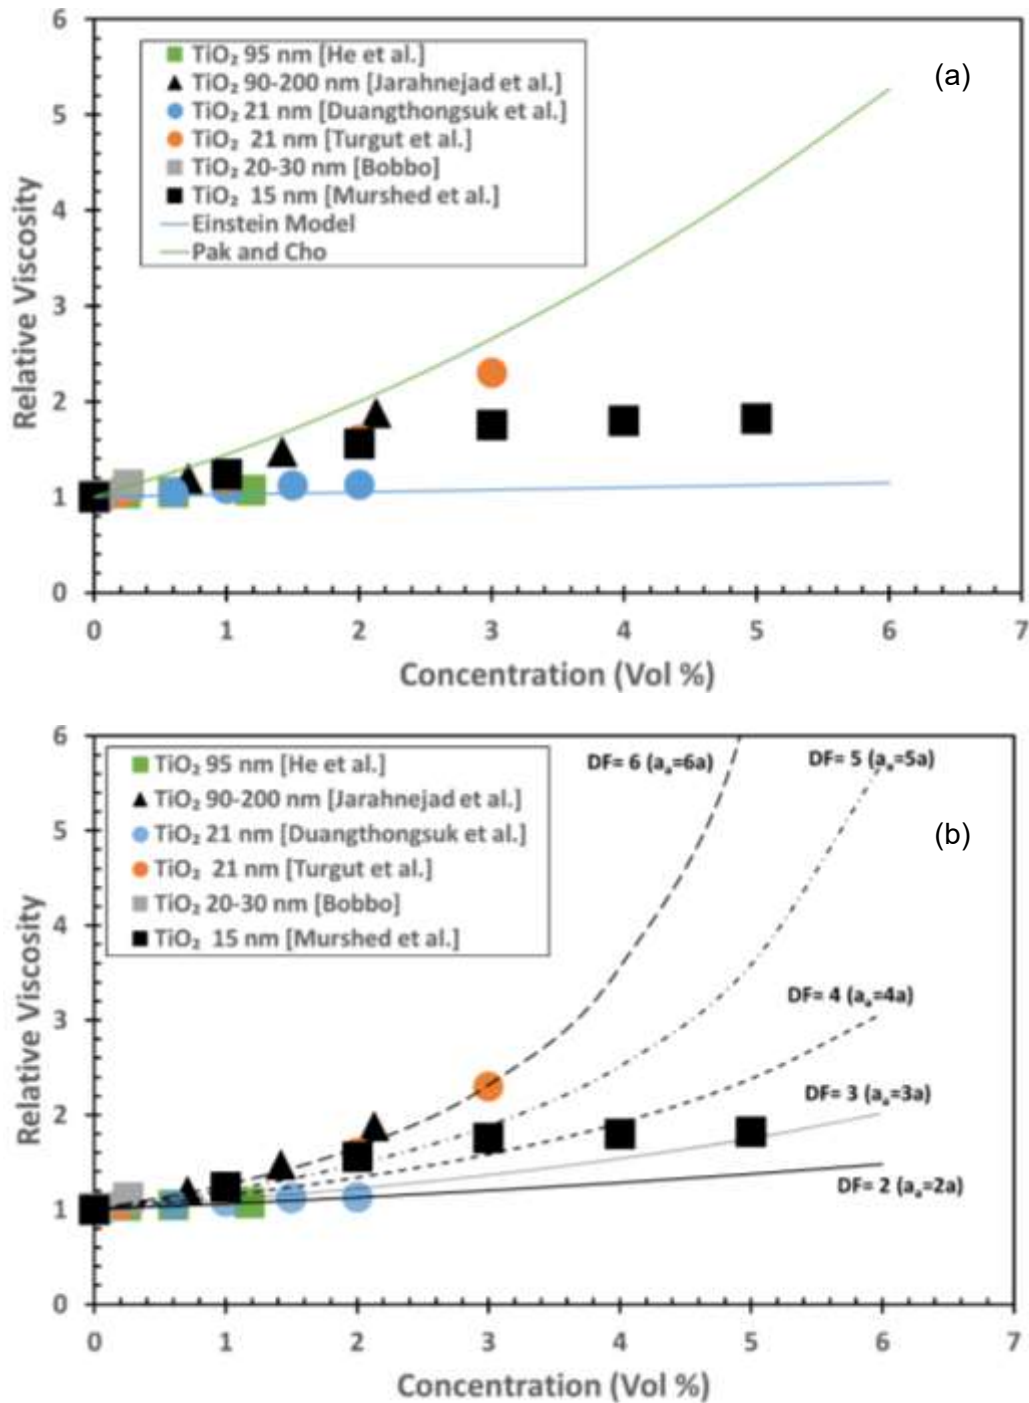 6
5
4
3
2
1
0
Relative Viscosity
TiO₂ 95 nm [He et al.]
TiO₂ 90-200 nm [Jarahnejad et al.]
TiO₂ 21 nm [Duangthongsuk et al.]
TiO₂ 21 nm [Turgut et al.]
TiO₂ 20-30 nm [Bobbo]
TiO₂ 15 nm [Murshed et al.]
Einstein Model
Pak and Cho
(a)
0 1 2 3 4 5 6 7
Concentration (Vol %)
6
5
4
3
2
1
0
Relative Viscosity
TiO₂ 95 nm [He et al.]
TiO₂ 90-200 nm [Jarahnejad et al.]
TiO₂ 21 nm [Duangthongsuk et al.]
TiO₂ 21 nm [Turgut et al.]
TiO₂ 20-30 nm [Bobbo]
TiO₂ 15 nm [Murshed et al.]
DF= 6 (aₐ=6a)
DF= 5 (aₐ=5a)
(b)
DF= 4 (aₐ=4a)
DF= 3 (aₐ=3a)
DF= 2 (aₐ=2a)
0 1 2 3 4 5 6 7
Concentration (Vol %)